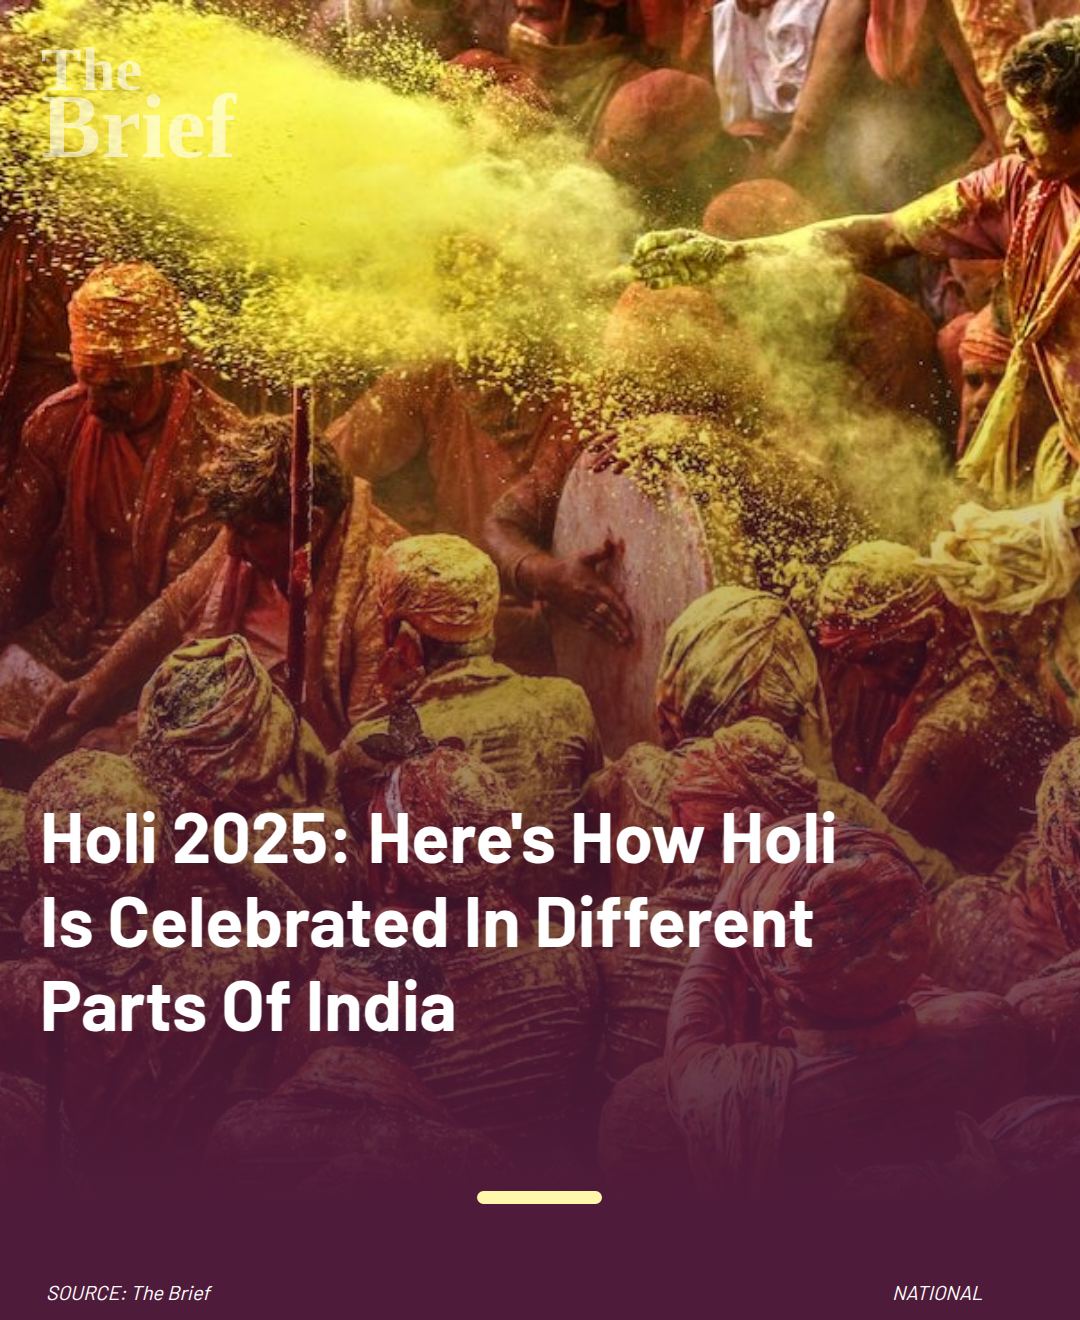 The
Brief
Holi 2025: Here's How Holi
Is Celebrated In Different
Parts Of India
SOURCE: The Brief
NATIONAL